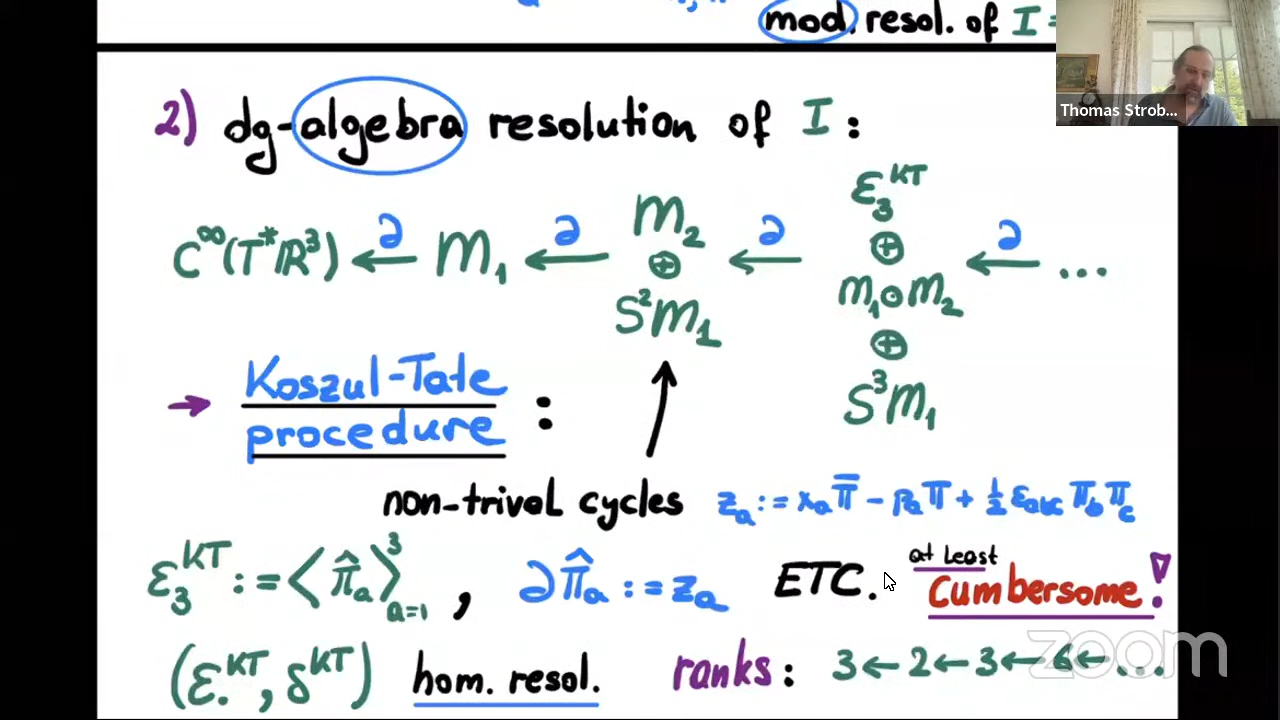 mod. resol. of I =
Thomas Strob...
2) dg-algebra resolution of I :
C^∞(T*ℝ³) ←∂ M₁ ←∂ M₂ ⊕ S²M₁ ←∂ ε₃^KT ⊕ M₁⊙M₂ ⊕ S³M₁ ←∂ ...
→ Koszul-Tate procedure :
non-trival cycles z_a := x_a π̿ − p_a π + ½ ε_abc π_b π_c
ε₃^KT := ⟨π̂_a⟩³_a=1 , ∂π̂_a := z_a ETC. at least cumbersome!
(ε.^KT, δ^KT) hom. resol. ranks : 3 ← 2 ← 3 ← 6 ← ...
zoom